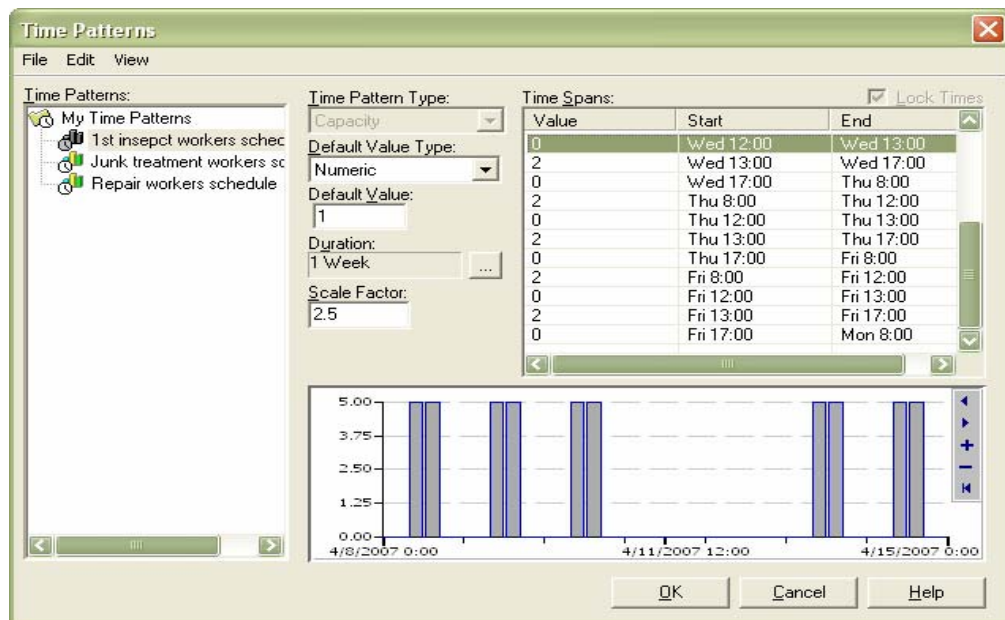 Time Patterns
File Edit View
Time Patterns:
My Time Patterns
1st insepct workers schec
Junk treatment workers sc
Repair workers schedule
Time Pattern Type:
Capacity
Default Value Type:
Numeric
Default Value:
1
Duration:
1 Week
...
Scale Factor:
2.5
Time Spans:
Lock Times
Value Start End
0 Wed 12:00 Wed 13:00
2 Wed 13:00 Wed 17:00
0 Wed 17:00 Thu 8:00
2 Thu 8:00 Thu 12:00
0 Thu 12:00 Thu 13:00
2 Thu 13:00 Thu 17:00
0 Thu 17:00 Fri 8:00
2 Fri 8:00 Fri 12:00
0 Fri 12:00 Fri 13:00
2 Fri 13:00 Fri 17:00
0 Fri 17:00 Mon 8:00
5.00
3.75
2.50
1.25
0.00
4/8/2007 0:00 4/11/2007 12:00 4/15/2007 0:00
OK Cancel Help